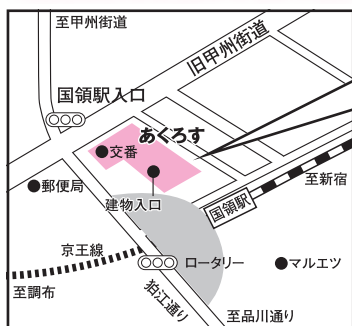 至甲州街道
旧甲州街道
国領駅入口
あくろす
交番
郵便局
建物入口
国領駅
至新宿
京王線
ロータリー
マルエツ
至調布
狛江通り
至品川通り